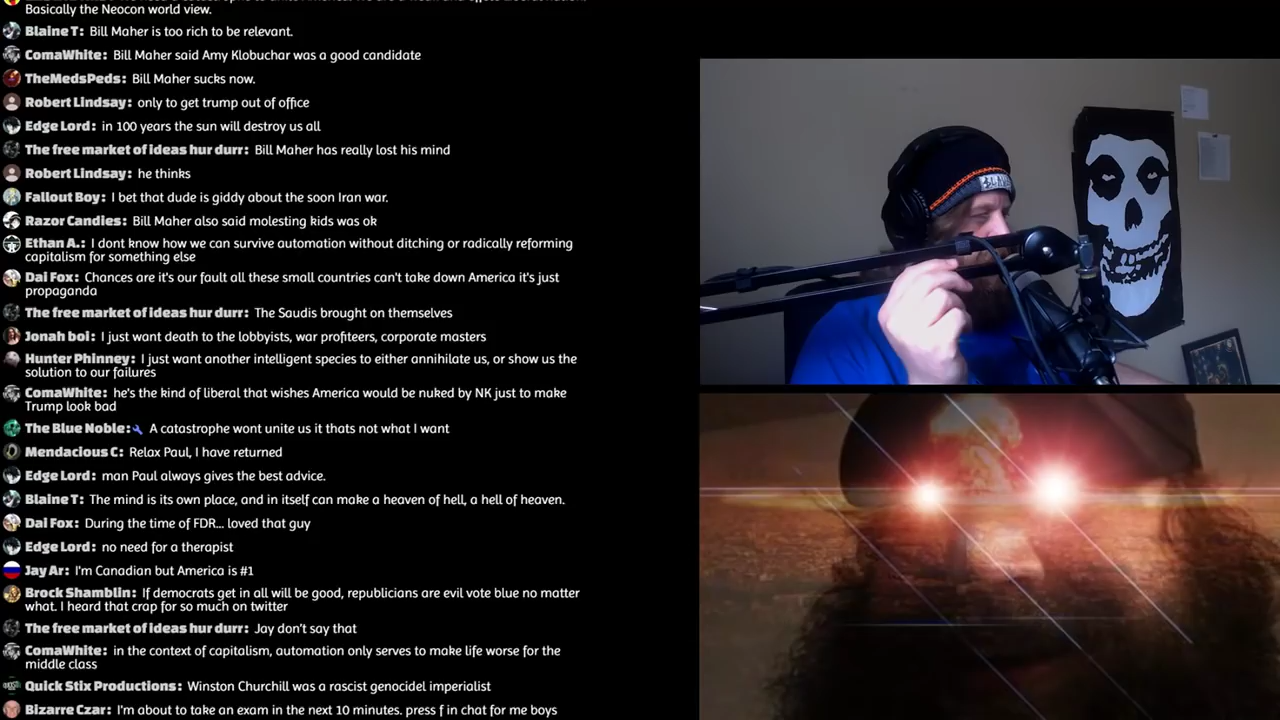 Basically the Neocon world view.
Blaine T: Bill Maher is too rich to be relevant.
ComaWhite: Bill Maher said Amy Klobuchar was a good candidate
TheMedsPeds: Bill Maher sucks now.
Robert Lindsay: only to get trump out of office
Edge Lord: in 100 years the sun will destroy us all
The free market of ideas hur durr: Bill Maher has really lost his mind
Robert Lindsay: he thinks
Fallout Boy: I bet that dude is giddy about the soon Iran war.
Razor Candies: Bill Maher also said molesting kids was ok
Ethan A.: I dont know how we can survive automation without ditching or radically reforming
capitalism for something else
Dai Fox: Chances are it's our fault all these small countries can't take down America it's just
propaganda
The free market of ideas hur durr: The Saudis brought on themselves
Jonah boi: I just want death to the lobbyists, war profiteers, corporate masters
Hunter Phinney: I just want another intelligent species to either annihilate us, or show us the
solution to our failures
ComaWhite: he's the kind of liberal that wishes America would be nuked by NK just to make
Trump look bad
The Blue Noble: A catastrophe wont unite us it thats not what I want
Mendacious C: Relax Paul, I have returned
Edge Lord: man Paul always gives the best advice.
Blaine T: The mind is its own place, and in itself can make a heaven of hell, a hell of heaven.
Dai Fox: During the time of FDR... loved that guy
Edge Lord: no need for a therapist
Jay Ar: I'm Canadian but America is #1
Brock Shamblin: If democrats get in all will be good, republicans are evil vote blue no matter
what. I heard that crap for so much on twitter
The free market of ideas hur durr: Jay don't say that
ComaWhite: in the context of capitalism, automation only serves to make life worse for the
middle class
Quick Stix Productions: Winston Churchill was a rascist genocidel imperialist
Bizarre Czar: I'm about to take an exam in the next 10 minutes. press f in chat for me boys